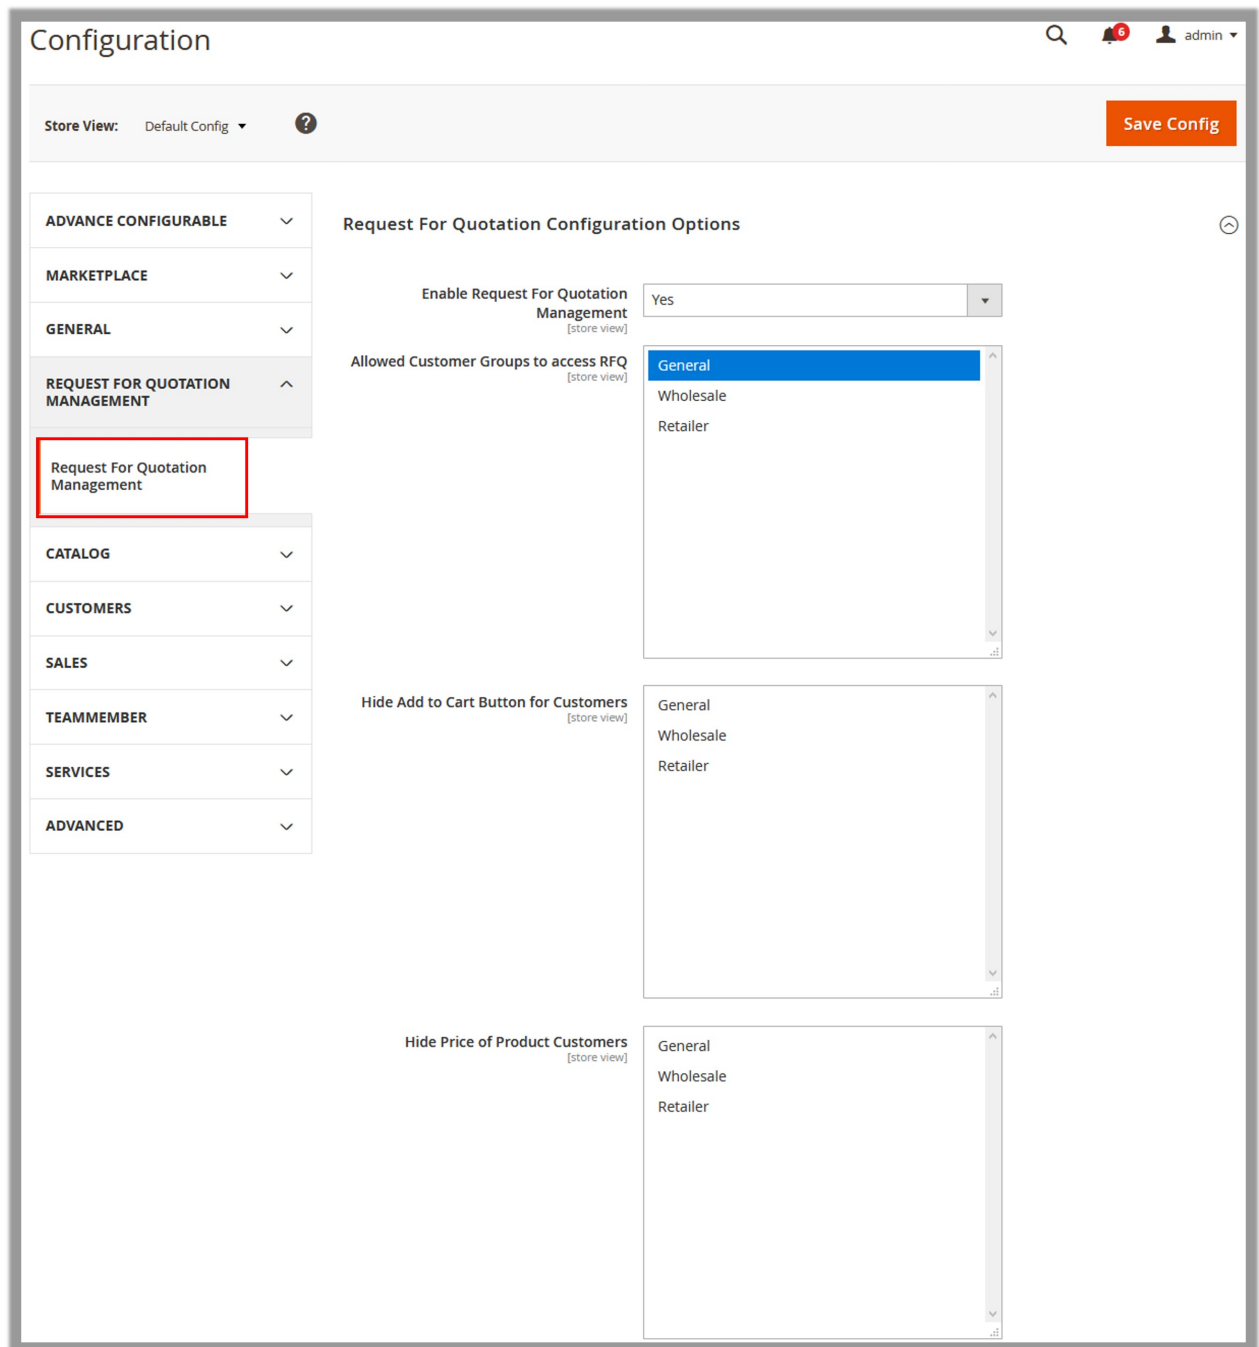 Configuration
6
admin
Store View: Default Config
?
Save Config
ADVANCE CONFIGURABLE
MARKETPLACE
GENERAL
REQUEST FOR QUOTATION
MANAGEMENT
Request For Quotation
Management
CATALOG
CUSTOMERS
SALES
TEAMMEMBER
SERVICES
ADVANCED
Request For Quotation Configuration Options
Enable Request For Quotation
Management
[store view]
Yes
Allowed Customer Groups to access RFQ
[store view]
General
Wholesale
Retailer
Hide Add to Cart Button for Customers
[store view]
General
Wholesale
Retailer
Hide Price of Product Customers
[store view]
General
Wholesale
Retailer